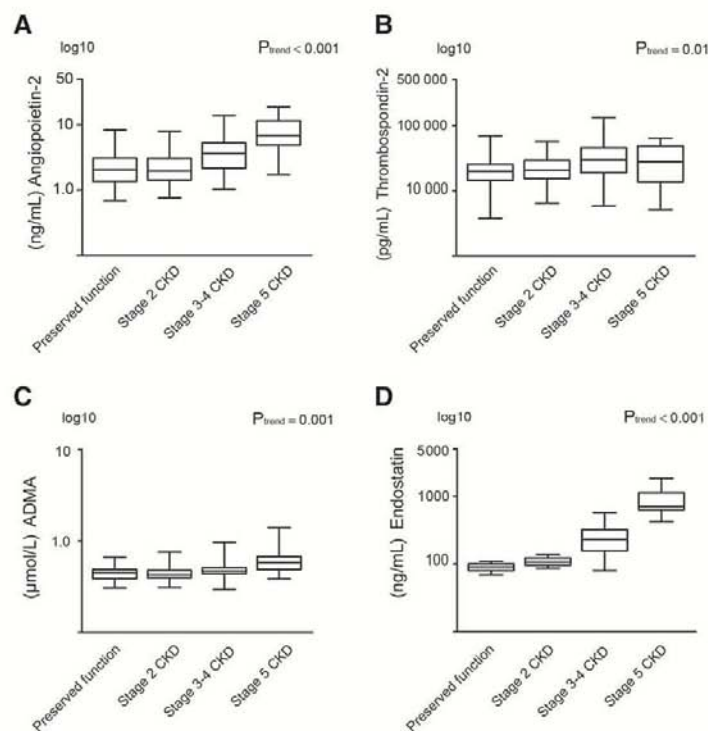 A
log10
Ptrend < 0.001
(ng/mL) Angiopoietin-2
50
10
1.0
Preserved function
Stage 2 CKD
Stage 3-4 CKD
Stage 5 CKD
B
log10
Ptrend = 0.01
(pg/mL) Thrombospondin-2
500 000
100 000
10 000
Preserved function
Stage 2 CKD
Stage 3-4 CKD
Stage 5 CKD
C
log10
Ptrend = 0.001
(μmol/L) ADMA
10
1.0
Preserved function
Stage 2 CKD
Stage 3-4 CKD
Stage 5 CKD
D
log10
Ptrend < 0.001
(ng/mL) Endostatin
5000
1000
100
Preserved function
Stage 2 CKD
Stage 3-4 CKD
Stage 5 CKD